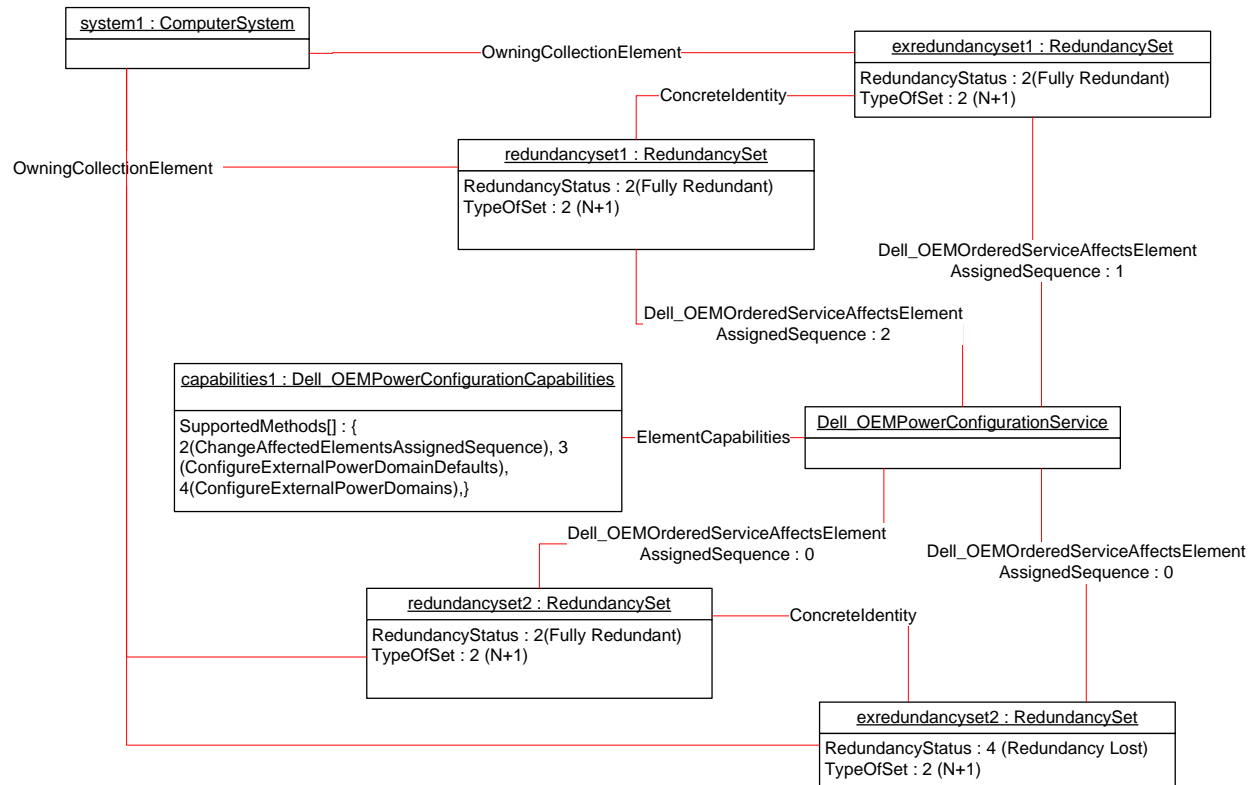 system1 : ComputerSystem
OwningCollectionElement
exredundancyset1 : RedundancySet
RedundancyStatus : 2(Fully Redundant)
TypeOfSet : 2 (N+1)
ConcreteIdentity
redundancyset1 : RedundancySet
RedundancyStatus : 2(Fully Redundant)
TypeOfSet : 2 (N+1)
OwningCollectionElement
Dell_OEMOrderedServiceAffectsElement
AssignedSequence : 1
Dell_OEMOrderedServiceAffectsElement
AssignedSequence : 2
capabilities1 : Dell_OEMPowerConfigurationCapabilities
SupportedMethods[] : {
2(ChangeAffectedElementsAssignedSequence), 3
(ConfigureExternalPowerDomainDefaults),
4(ConfigureExternalPowerDomains),}
ElementCapabilities
Dell_OEMPowerConfigurationService
Dell_OEMOrderedServiceAffectsElement
AssignedSequence : 0
Dell_OEMOrderedServiceAffectsElement
AssignedSequence : 0
redundancyset2 : RedundancySet
RedundancyStatus : 2(Fully Redundant)
TypeOfSet : 2 (N+1)
ConcreteIdentity
exredundancyset2 : RedundancySet
RedundancyStatus : 4 (Redundancy Lost)
TypeOfSet : 2 (N+1)